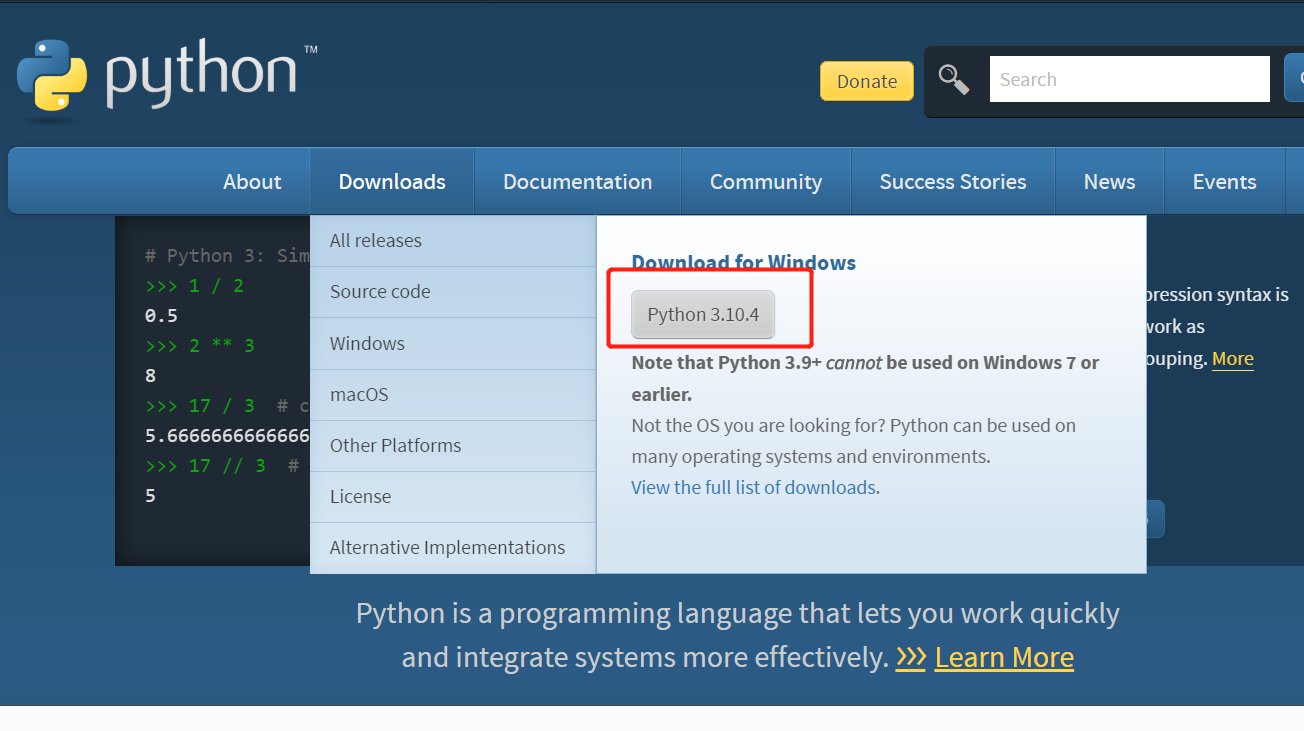 python™
Donate
Search
About
Downloads
Documentation
Community
Success Stories
News
Events
All releases
Source code
Windows
macOS
Other Platforms
License
Alternative Implementations
Download for Windows
Python 3.10.4
Note that Python 3.9+ cannot be used on Windows 7 or
earlier.
Not the OS you are looking for? Python can be used on
many operating systems and environments.
View the full list of downloads.
# Python 3: Sim
>>> 1 / 2
0.5
>>> 2 ** 3
8
>>> 17 / 3 # c
5.6666666666666
>>> 17 // 3 #
5
pression syntax is
work as
ouping. More
Python is a programming language that lets you work quickly
and integrate systems more effectively. >>> Learn More